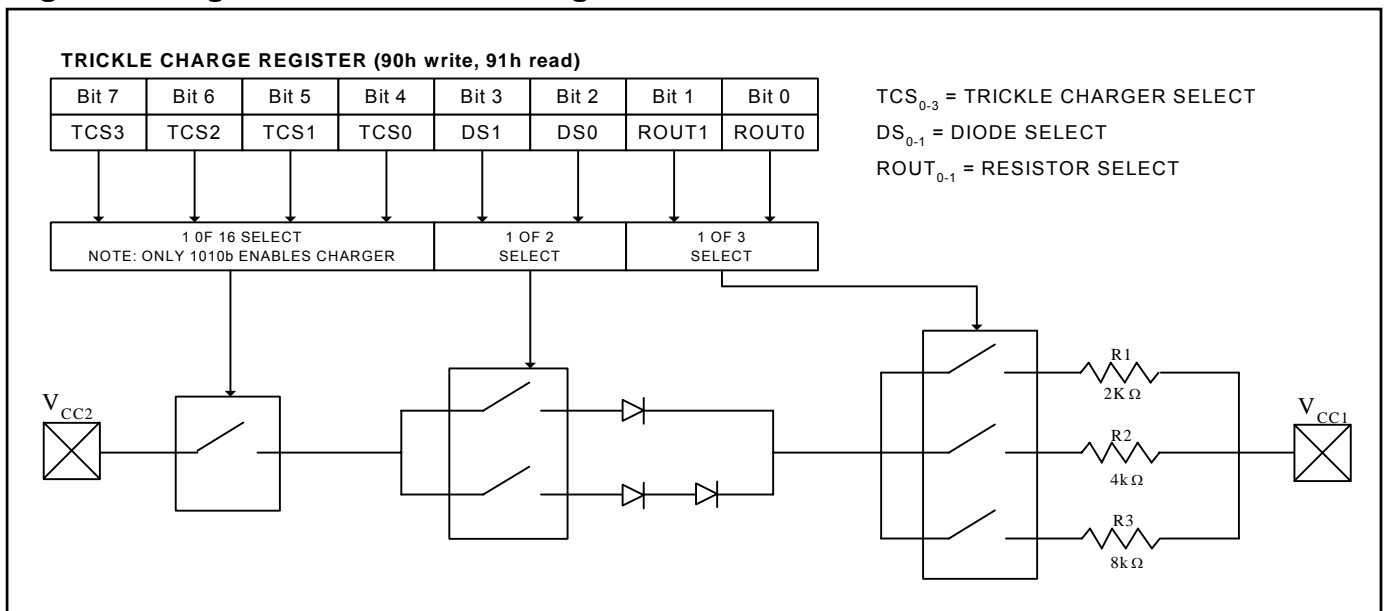 TRICKLE CHARGE REGISTER (90h write, 91h read)
Bit 7 Bit 6 Bit 5 Bit 4 Bit 3 Bit 2 Bit 1 Bit 0
TCS3 TCS2 TCS1 TCS0 DS1 DS0 ROUT1 ROUT0
TCS0-3 = TRICKLE CHARGER SELECT
DS0-1 = DIODE SELECT
ROUT0-1 = RESISTOR SELECT
1 0F 16 SELECT
NOTE: ONLY 1010b ENABLES CHARGER
1 OF 2
SELECT
1 OF 3
SELECT
VCC2
R1
2K Ω
R2
4k Ω
R3
8k Ω
VCC1